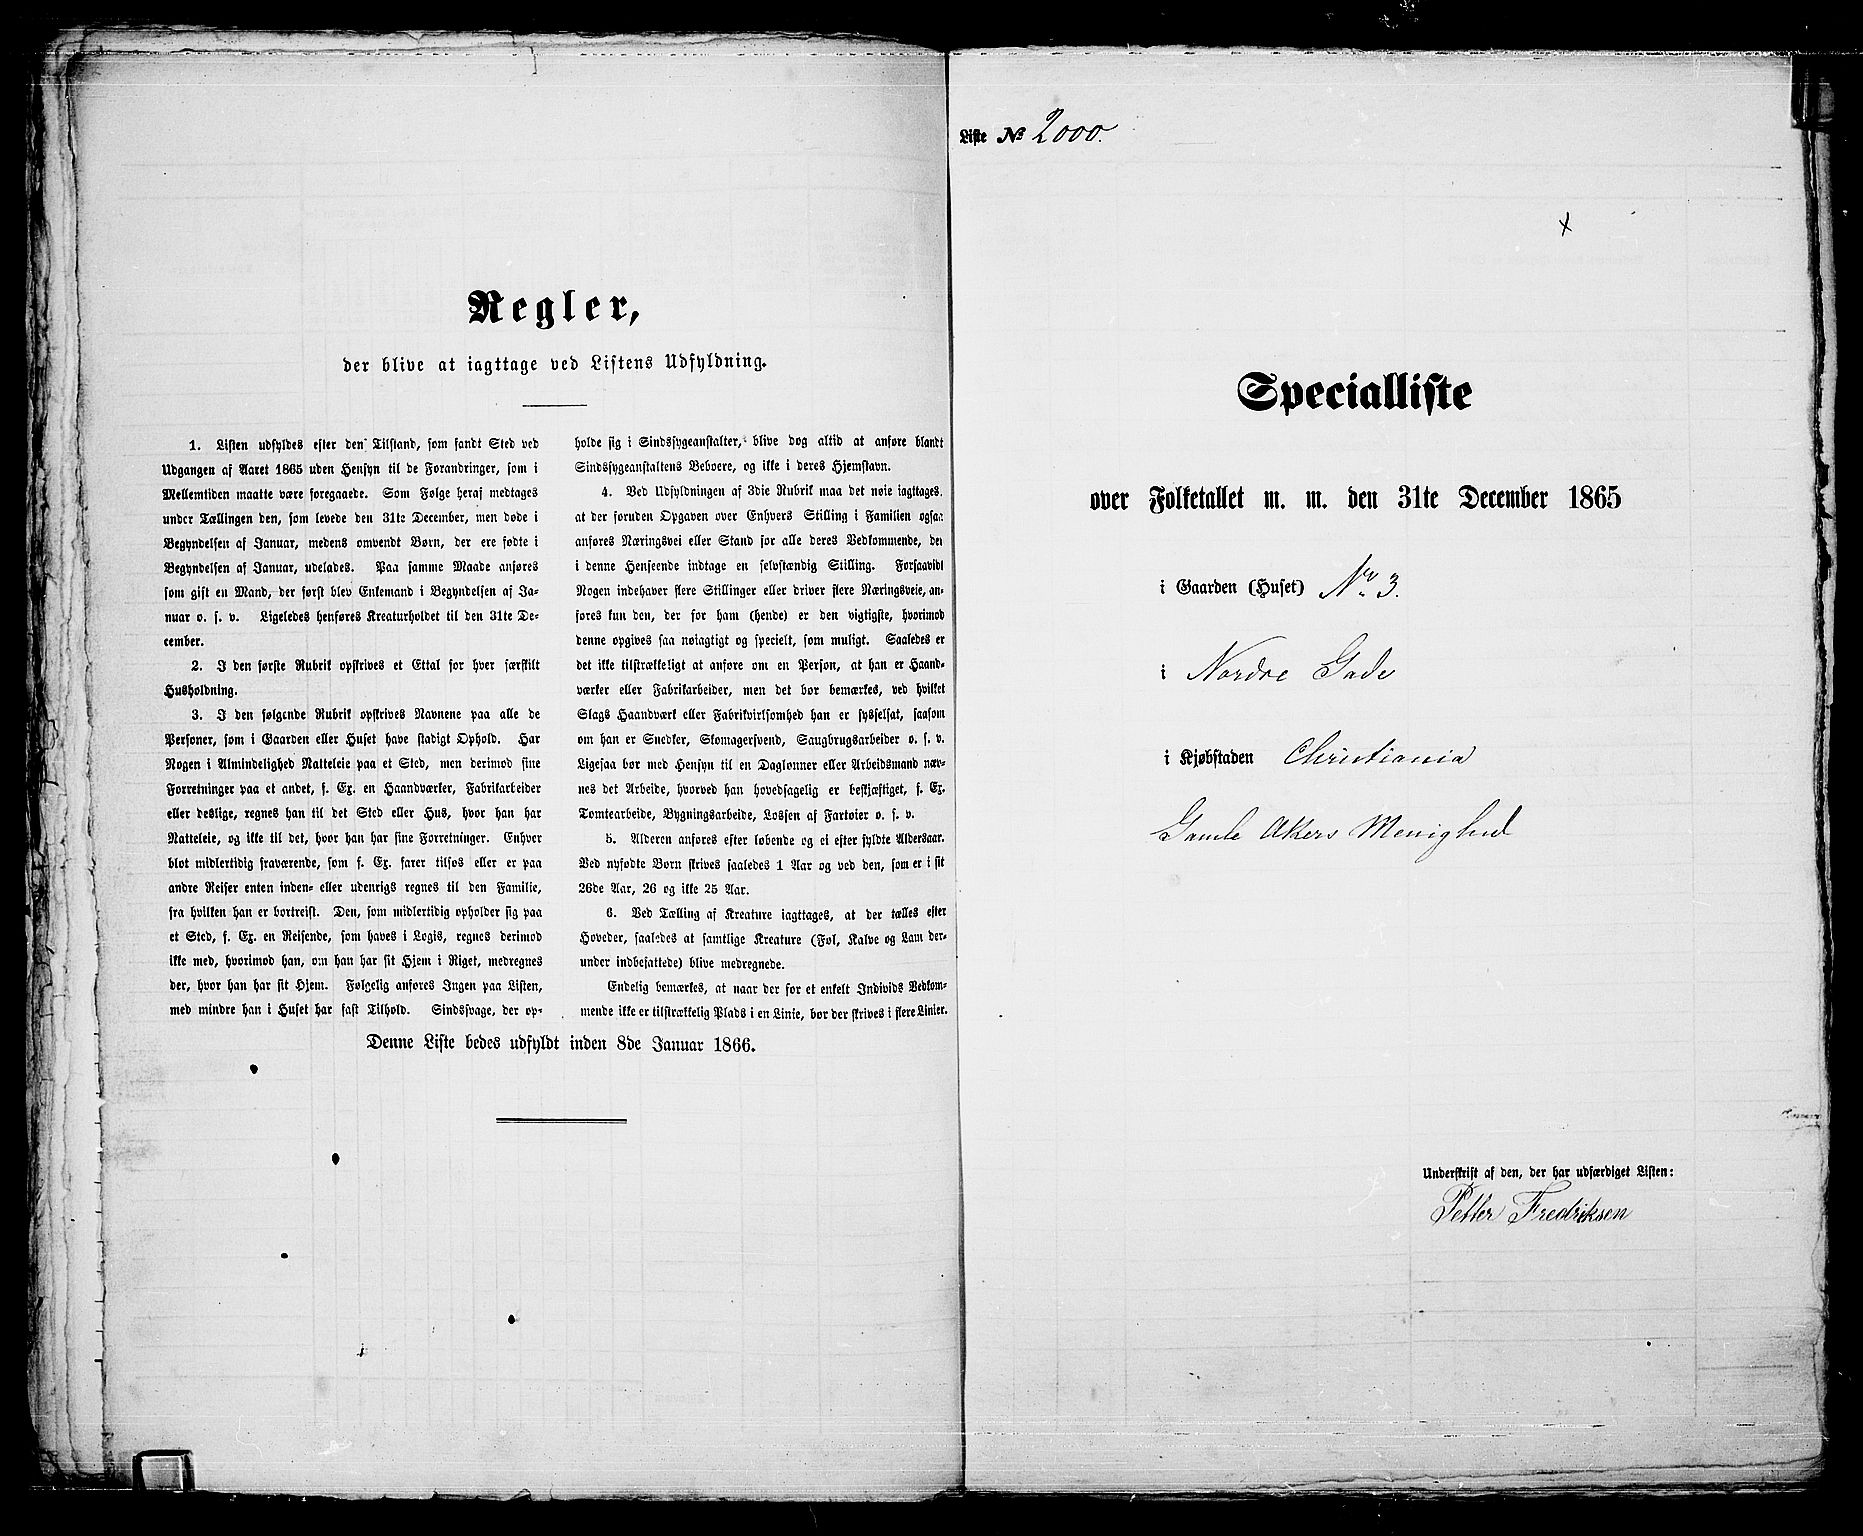 Regler,
der blive at iagttage ved Listens Udfyldning.
1. Listen udfyldes efter den Tilstand, som fandt Sted ved
Udgangen af Aaret 1865 uden Hensyn til de Forandringer, som i
Mellemtiden maatte være foregaaede. Som Følge heraf medtages
under Tællingen den, som levede den 31te December, men døde i
Begyndelsen af Januar, medens omvendt Børn, der ere fødte i
Begyndelsen af Januar, udelades. Paa samme Maade anføres
som gift en Mand, der først blev Enkemand i Begyndelsen af Ja-
nuar o. s. v. Ligeledes henføres Kreaturholdet til den 31te De-
cember.
2. I den første Rubrik opskrives et Ettal for hver særskilt
Husholdning.
3. I den følgende Rubrik opskrives Navnene paa alle de
Personer, som i Gaarden eller Huset have stadigt Ophold. Har
Nogen i Almindelighed Natteleie paa et Sted, men derimod sine
Forretninger paa et andet, f. Ex. en Haandværker, Fabrikarbeider
eller deslige, regnes han til det Sted eller Hus, hvor han har
Natteleie, og ikke til det, hvor han har sine Forretninger. Enhver
blot midlertidig fraværende, som f. Ex. farer tilsøs eller er paa
andre Reiser enten inden- eller udenrigs regnes til den Familie,
fra hvilken han er bortreist. Den, som midlertidig opholder sig paa
et Sted, f. Ex. en Reisende, som haves i Logis, regnes derimod
ikke med, hvorimod han, om han har sit Hjem i Riget, medregnes
der, hvor han har sit Hjem. Følgelig anføres Ingen paa Listen,
med mindre han i Huset har fast Tilhold. Sindssvage, der op-
holde sig i Sindssygeanstalter, blive dog altid at anføre blandt
Sindssygeanstaltens Beboere, og ikke i deres Hjemstavn.
4. Ved Udfyldningen af 3die Rubrik maa det nøie iagttages,
at der foruden Opgaven over Enhvers Stilling i Familien ogsaa
anføres Næringsvei eller Stand for alle deres Vedkommende, der
i denne Henseende indtage en selvstændig Stilling. Forsaavidt
Nogen indehaver flere Stillinger eller driver flere Næringsveie, an-
føres kun den, der for ham (hende) er den vigtigste, hvorimod
denne opgives saa nøiagtigt og specielt, som muligt. Saaledes er
det ikke tilstrækkeligt at anføre om en Person, at han er Haand-
værker eller Fabrikarbeider, men det bør bemærkes, ved hvilket
Slags Haandværk eller Fabrikvirksomhed han er sysselsat, saasom
om han er Snedker, Skomagersvend, Saugbrugsarbeider o. s. v.
Ligesaa bør med Hensyn til en Daglønner eller Arbeidsmand næv-
nes det Arbeide, hvorved han hovedsagelig er beskjæftiget, f. Ex.
Tomtearbeide, Bygningsarbeide, Lossen af Fartøier o. s. v.
5. Alderen anføres efter løbende og ei efter fyldte Aldersaar.
Ved nyfødte Børn skrives saaledes 1 Aar og ved den, som er i sit
26de Aar, 26 og ikke 25 Aar.
6. Ved Tælling af Kreature iagttages, at der tælles efter
Hoveder, saaledes at samtlige Kreature (Føl, Kalve og Lam der-
under indbefattede) blive medregnede.
Endelig bemærkes, at naar der for et enkelt Individs Vedkom-
mende ikke er tilstrækkelig Plads i en Linie, bør der skrives i flere Linier.
Denne Liste bedes udfyldt inden 8de Januar 1866.
Liste № 2000.
Specialliste
over Folketallet m. m. den 31te December 1865
i Gaarden (Huset) Nr 3.
i Nordre Gade
i Kjøbstaden Christiania
Gamle Akers Menighed
Underskrift af den, der har udfærdiget Listen:
Petter Fredriksen